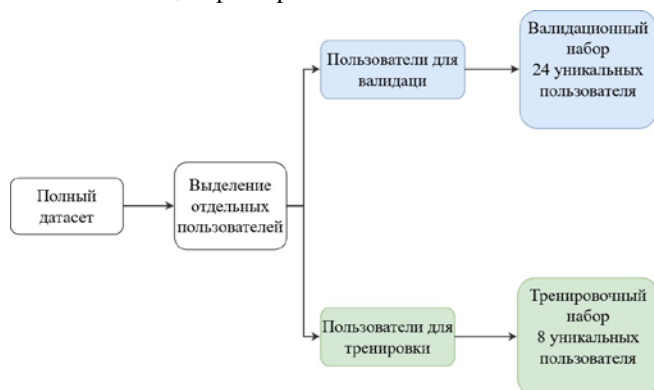 Пользователи для
валидаци
Валидационный
набор
24 уникальных
пользователя
Полный
датасет
Выделение
отдельных
пользователей
Пользователи для
тренировки
Тренировочный
набор
8 уникальных
пользователя